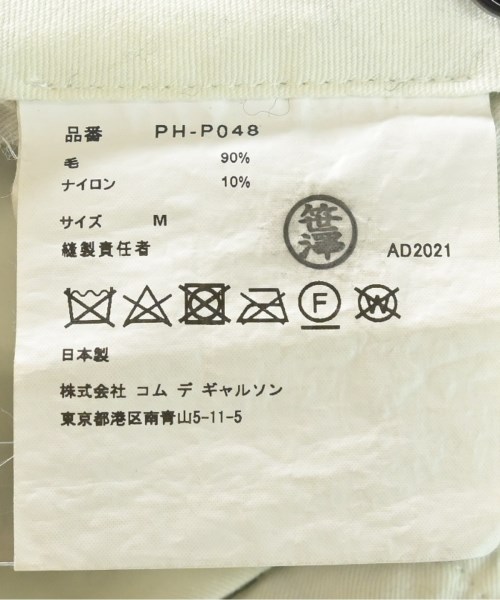 品番 PH-P048
毛 90%
ナイロン 10%
サイズ M
縫製責任者
笹澤
AD2021
F
W
日本製
株式会社 コム デ ギャルソン
東京都港区南青山5-11-5